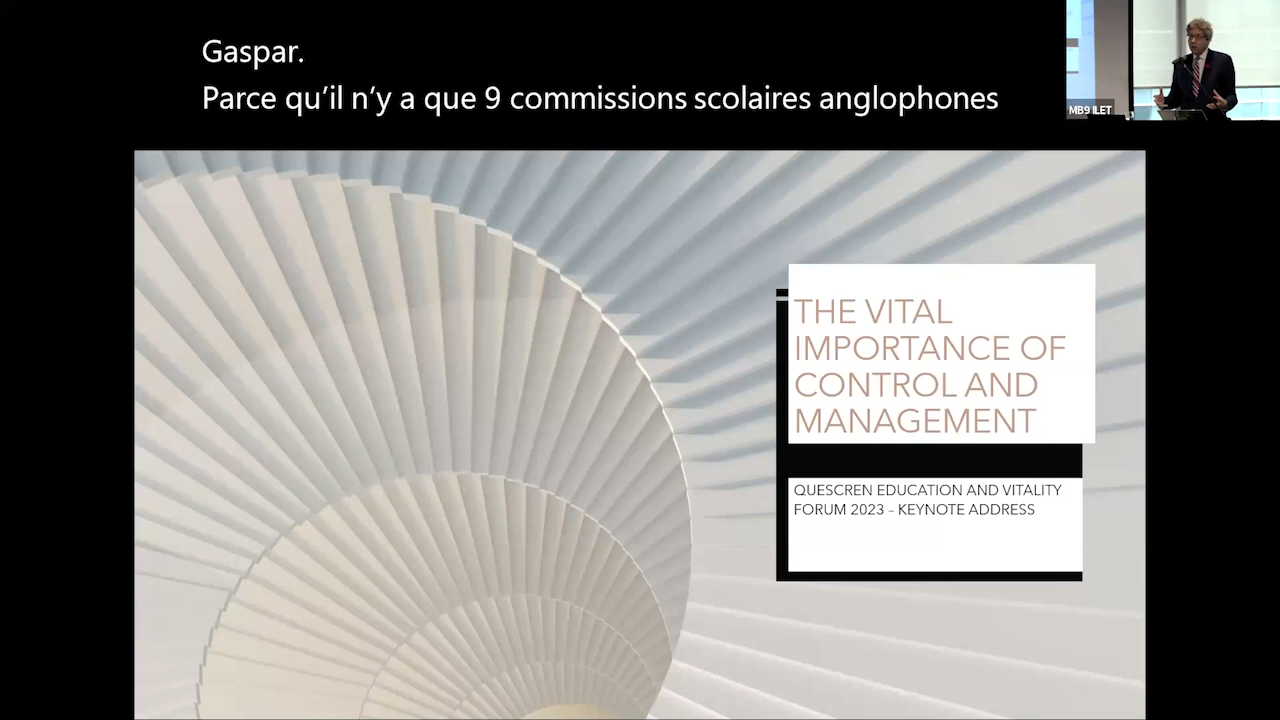 Gaspar.
Parce qu’il n’y a que 9 commissions scolaires anglophones
MB9 ILET
THE VITAL
IMPORTANCE OF
CONTROL AND
MANAGEMENT
QUESCREN EDUCATION AND VITALITY
FORUM 2023 – KEYNOTE ADDRESS